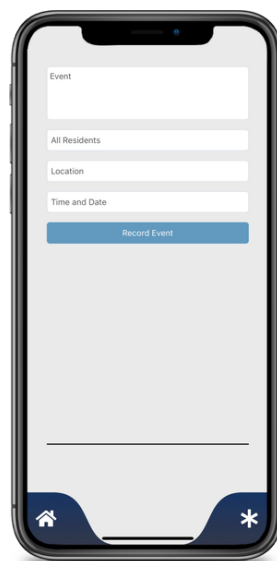 Event
All Residents
Location
Time and Date
Record Event